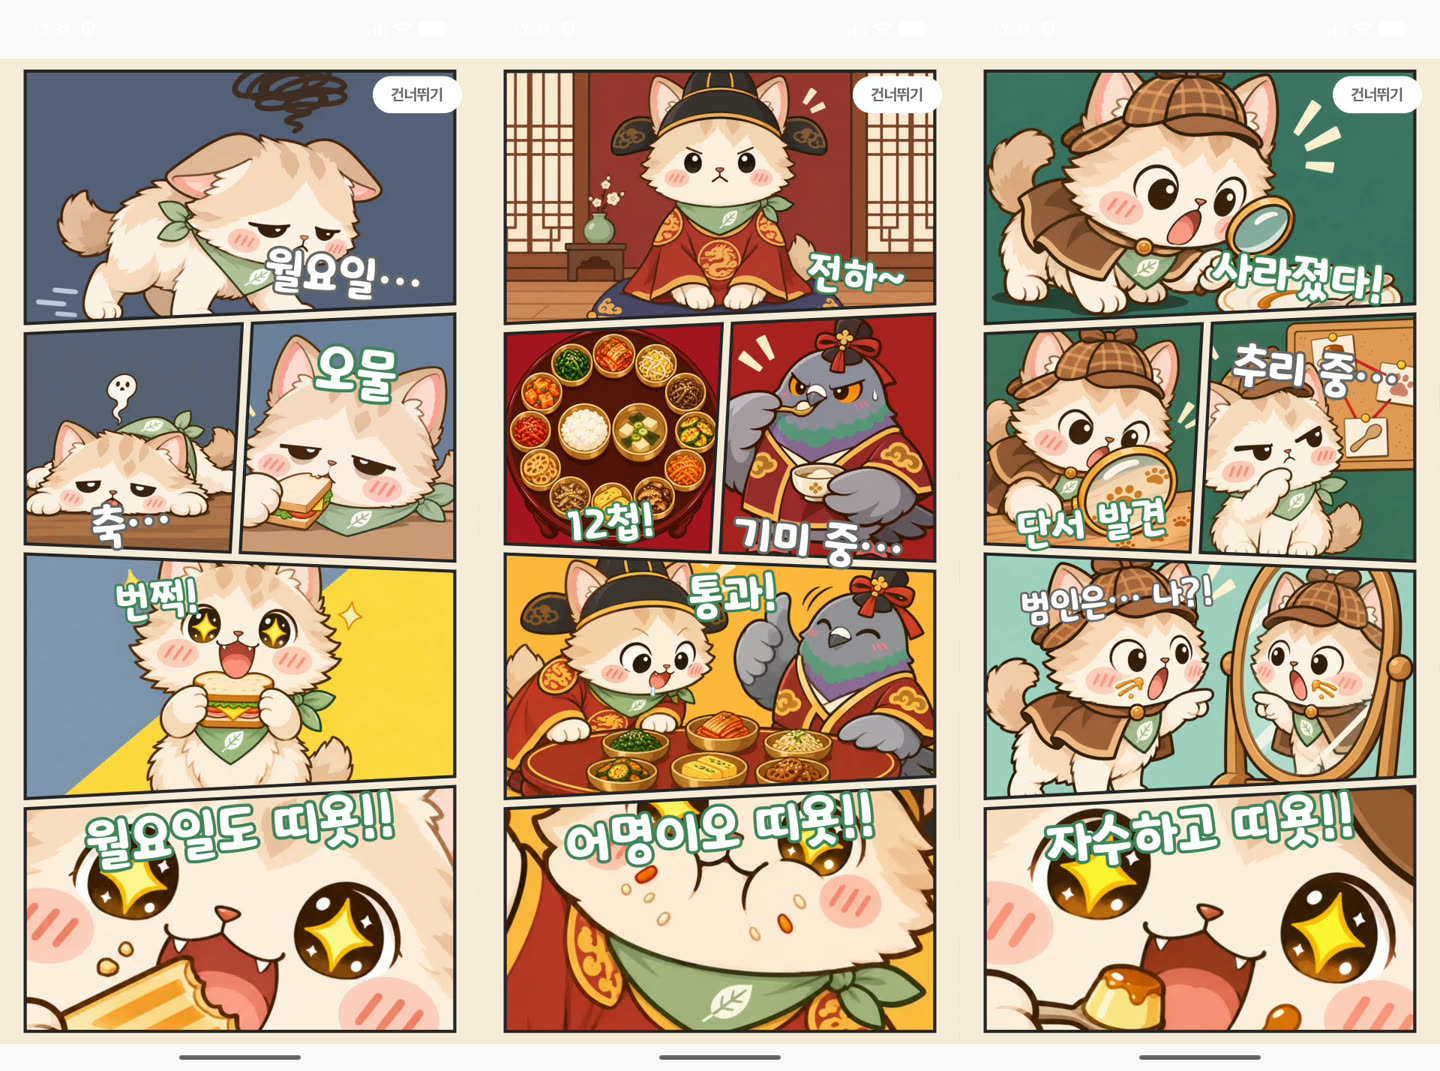 건너뛰기
월요일...
축...
오물
번쩍!
월요일도 띠욧!!
건너뛰기
전하~
12첩!
기미 중...
통과!
어명이오 띠욧!!
건너뛰기
사라졌다!
단서 발견
추리 중...
범인은... 나?!
자수하고 띠욧!!